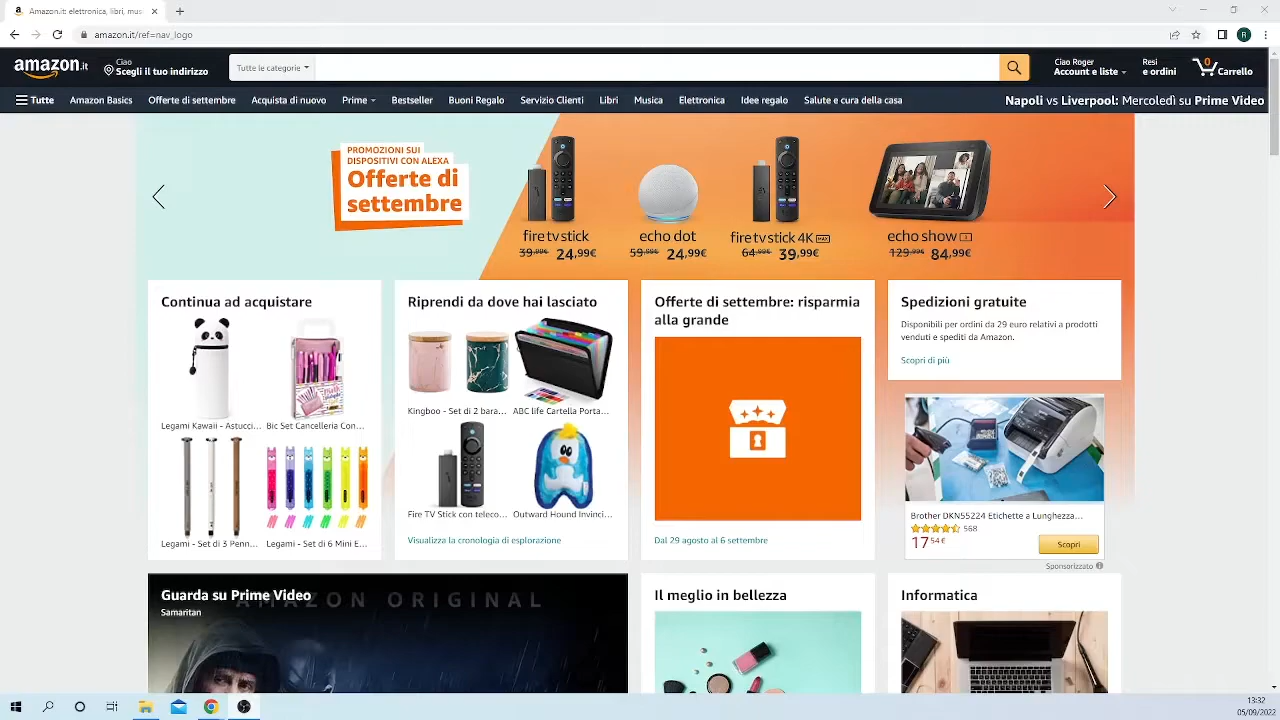 Amazon.it: elettronica, libri, mus
amazon.it/ref=nav_logo
R
amazon.it
Ciao
Scegli il tuo indirizzo
Tutte le categorie
Ciao Roger
Account e liste
Resi
e ordini
0
Carrello
Tutte
Amazon Basics
Offerte di settembre
Acquista di nuovo
Prime
Bestseller
Buoni Regalo
Servizio Clienti
Libri
Musica
Elettronica
Idee regalo
Salute e cura della casa
Napoli vs Liverpool: Mercoledì su Prime Video
PROMOZIONI SUI
DISPOSITIVI CON ALEXA
Offerte di
settembre
fire tv stick
39,99€ 24,99€
echo dot
59,99€ 24,99€
fire tv stick 4K MAX
64,99€ 39,99€
echo show
129,99€ 84,99€
Continua ad acquistare
Legami Kawaii - Astucci...
Bic Set Cancelleria Con...
Legami - Set di 3 Penn...
Legami - Set di 6 Mini E...
Riprendi da dove hai lasciato
Kingboo - Set di 2 bara...
ABC life Cartella Porta...
Fire TV Stick con teleco...
Outward Hound Invinci...
Visualizza la cronologia di esplorazione
Offerte di settembre: risparmia
alla grande
Dal 29 agosto al 6 settembre
Spedizioni gratuite
Disponibili per ordini da 29 euro relativi a prodotti
venduti e spediti da Amazon.
Scopri di più
Brother DKN55224 Etichette a Lunghezza...
568
17 54 €
Scopri
Sponsorizzato
Guarda su Prime Video
Samaritan
AMAZON ORIGINAL
Il meglio in bellezza
Informatica
13:32
05/09/2022